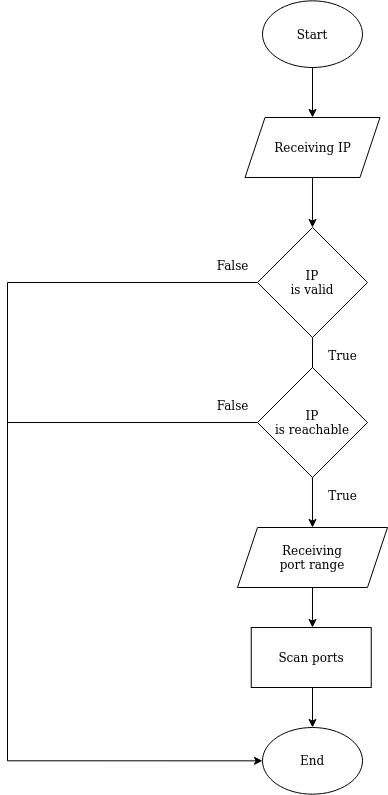 Start
Receiving IP
False
IP
is valid
True
False
IP
is reachable
True
Receiving
port range
Scan ports
End